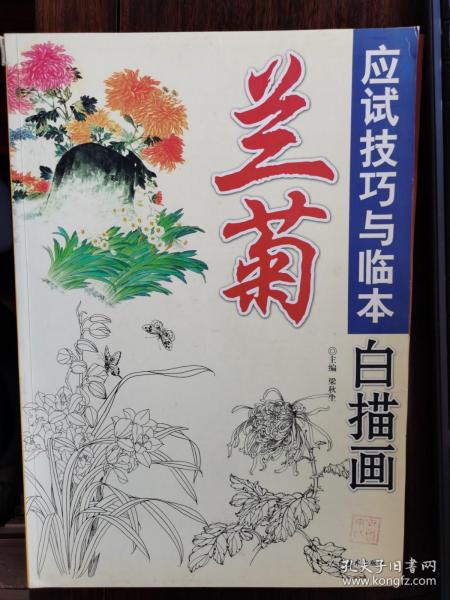 应试技巧与临本
白描画
兰菊
◎主编 梁秋生
孔夫子旧书网
www.kongfz.com